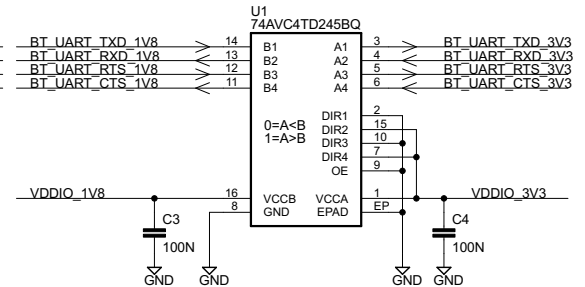 U1
74AVC4TD245BQ
BT_UART_TXD_1V8 14 B1 A1 3 BT_UART_TXD_3V3
BT_UART_RXD_1V8 13 B2 A2 4 BT_UART_RXD_3V3
BT_UART_RTS_1V8 12 B3 A3 5 BT_UART_RTS_3V3
BT_UART_CTS_1V8 11 B4 A4 6 BT_UART_CTS_3V3
DIR1 2
0=A<B DIR2 15
1=A>B DIR3 10
DIR4 7
OE 9
VDDIO_1V8 16 VCCB VCCA 1 VDDIO_3V3
8 GND EPAD EP
C3 C4
100N 100N
GND GND GND GND